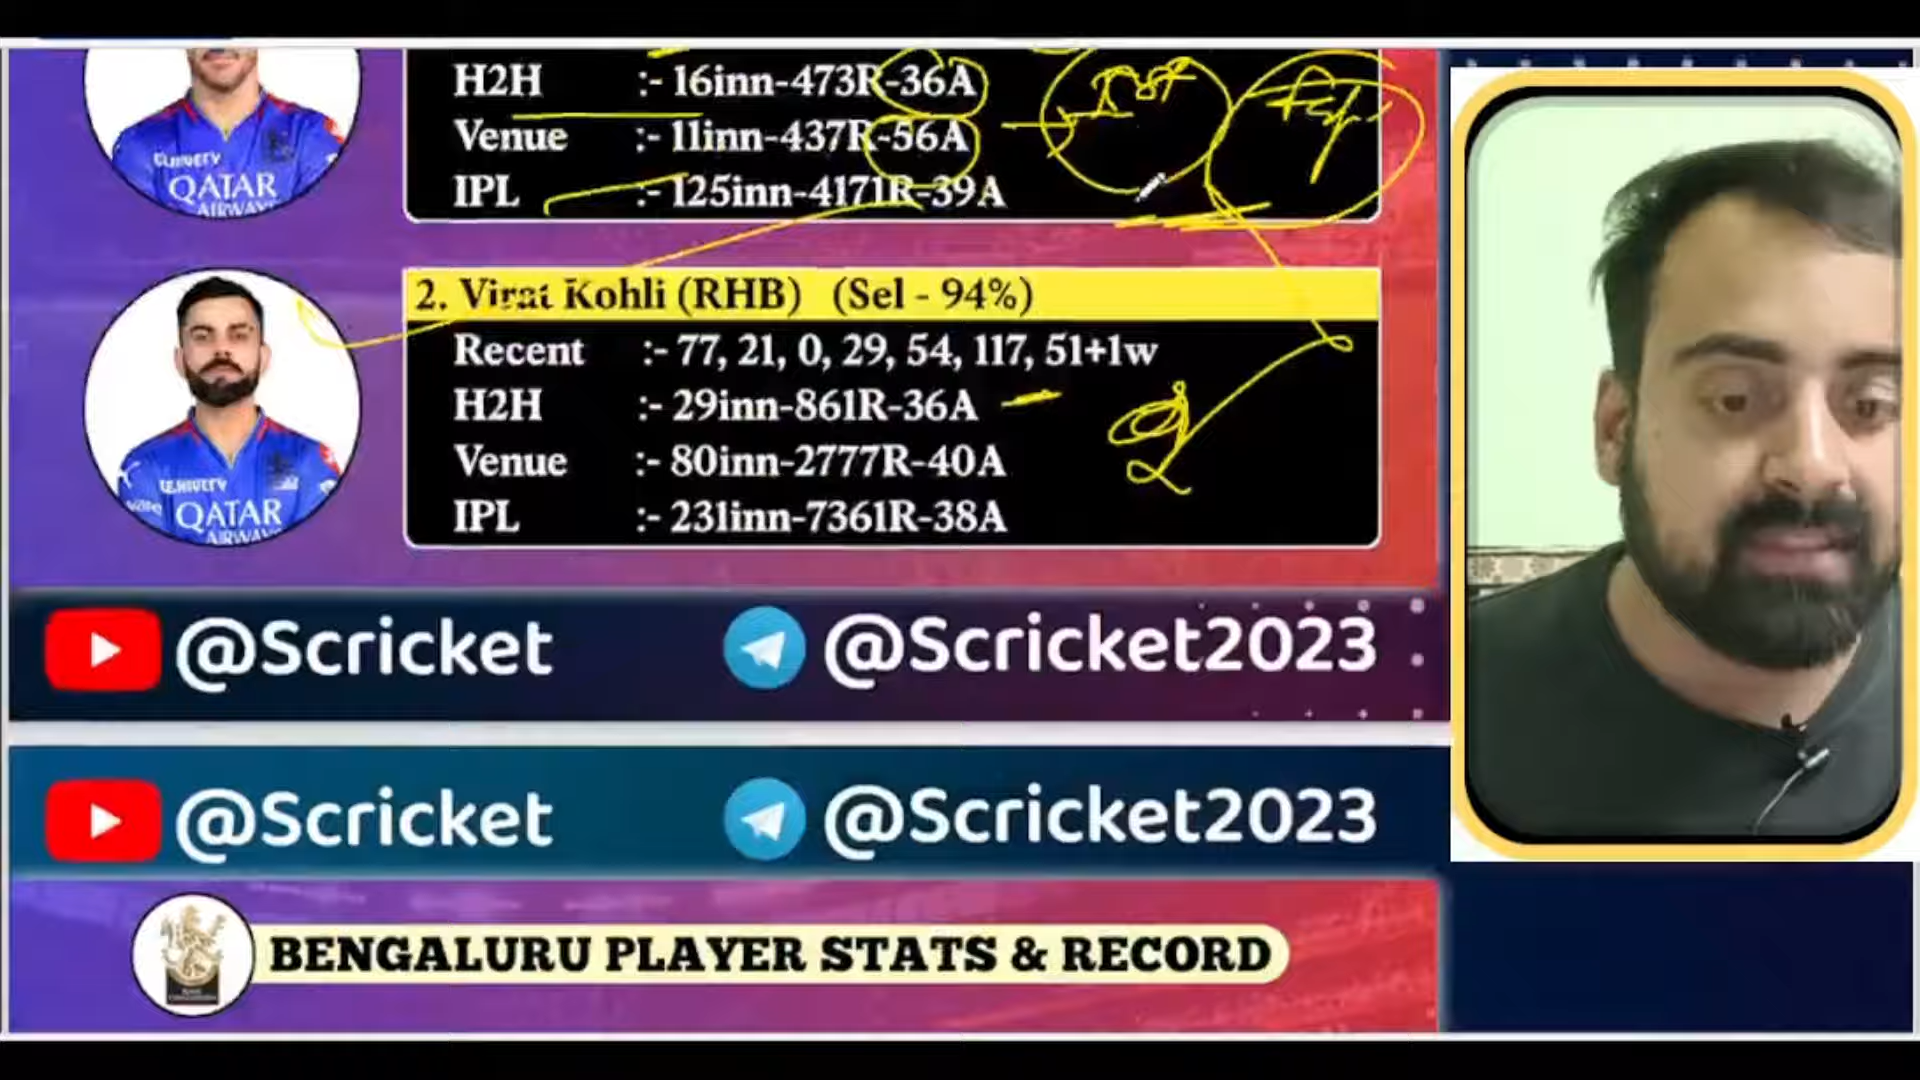 H2H :- 16inn-473R-36A
Venue :- 11inn-437R-56A
IPL :- 125inn-4171R-39A
QATAR
AIRWAYS
2. Virat Kohli (RHB) (Sel - 94%)
Recent :- 77, 21, 0, 29, 54, 117, 51+1w
H2H :- 29inn-861R-36A
Venue :- 80inn-2777R-40A
IPL :- 231inn-7361R-38A
QATAR
AIRWAYS
@Scricket @Scricket2023
@Scricket @Scricket2023
BENGALURU PLAYER STATS & RECORD